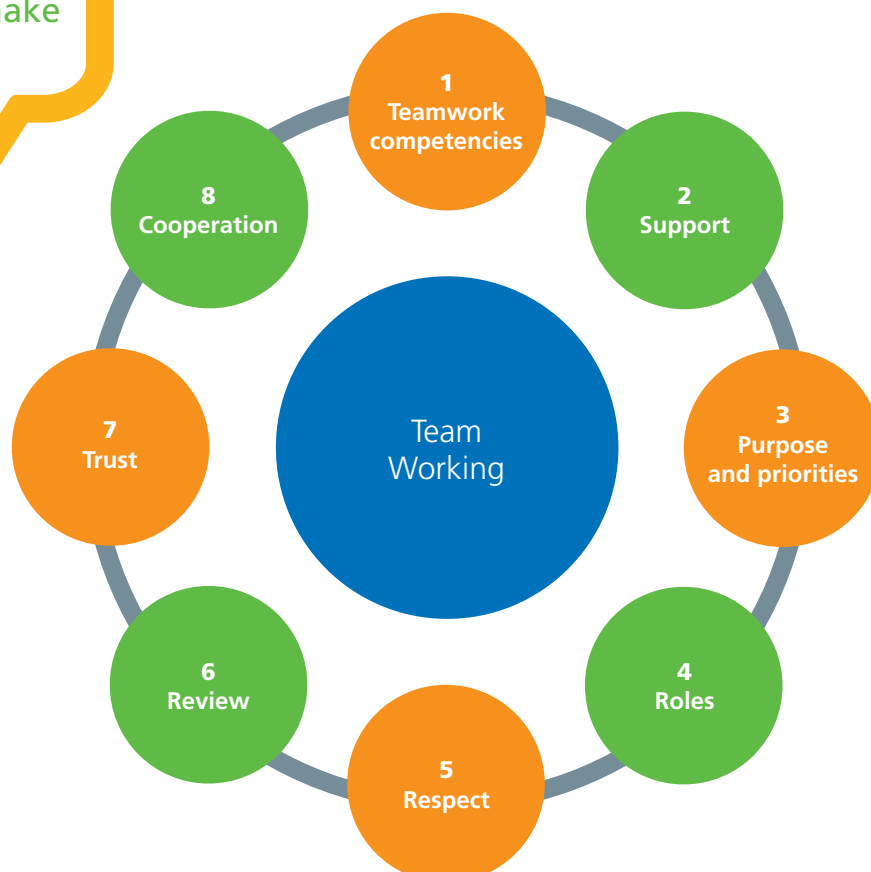 1
Teamwork
competencies
2
Support
3
Purpose
and priorities
4
Roles
5
Respect
6
Review
7
Trust
8
Cooperation
Team
Working